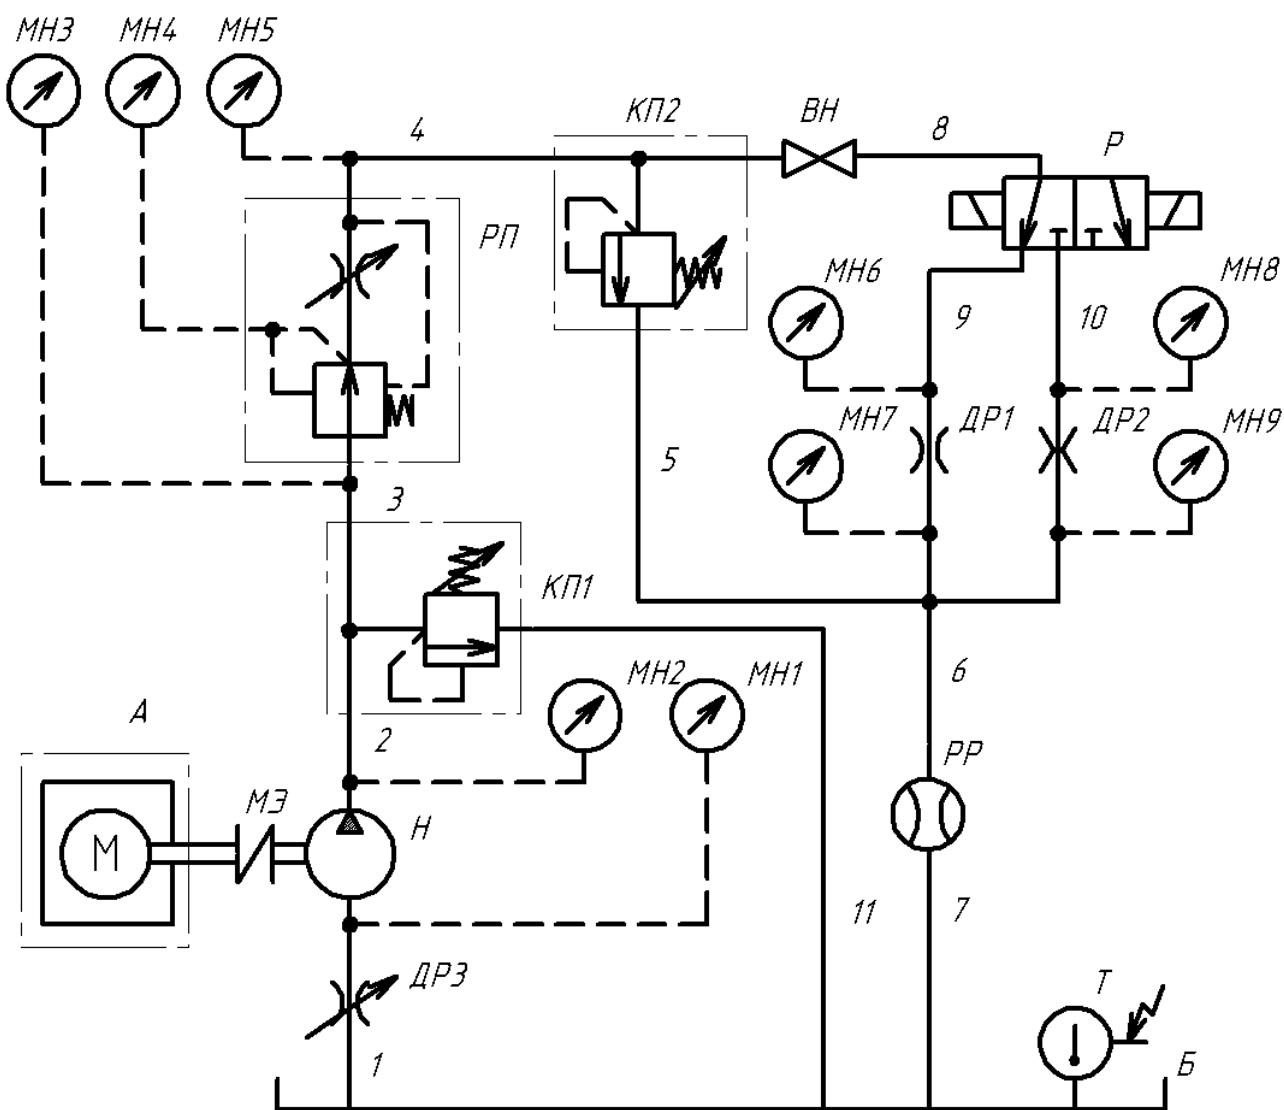 МН3 МН4 МН5
4 КП2 ВН 8 Р
РП
МН6 9 10 МН8
МН7 ДР1 ДР2 МН9
5
3
КП1
МН2 МН1 6
А
2
МЭ Н РР
М
11 7
ДР3 Т
1 Б